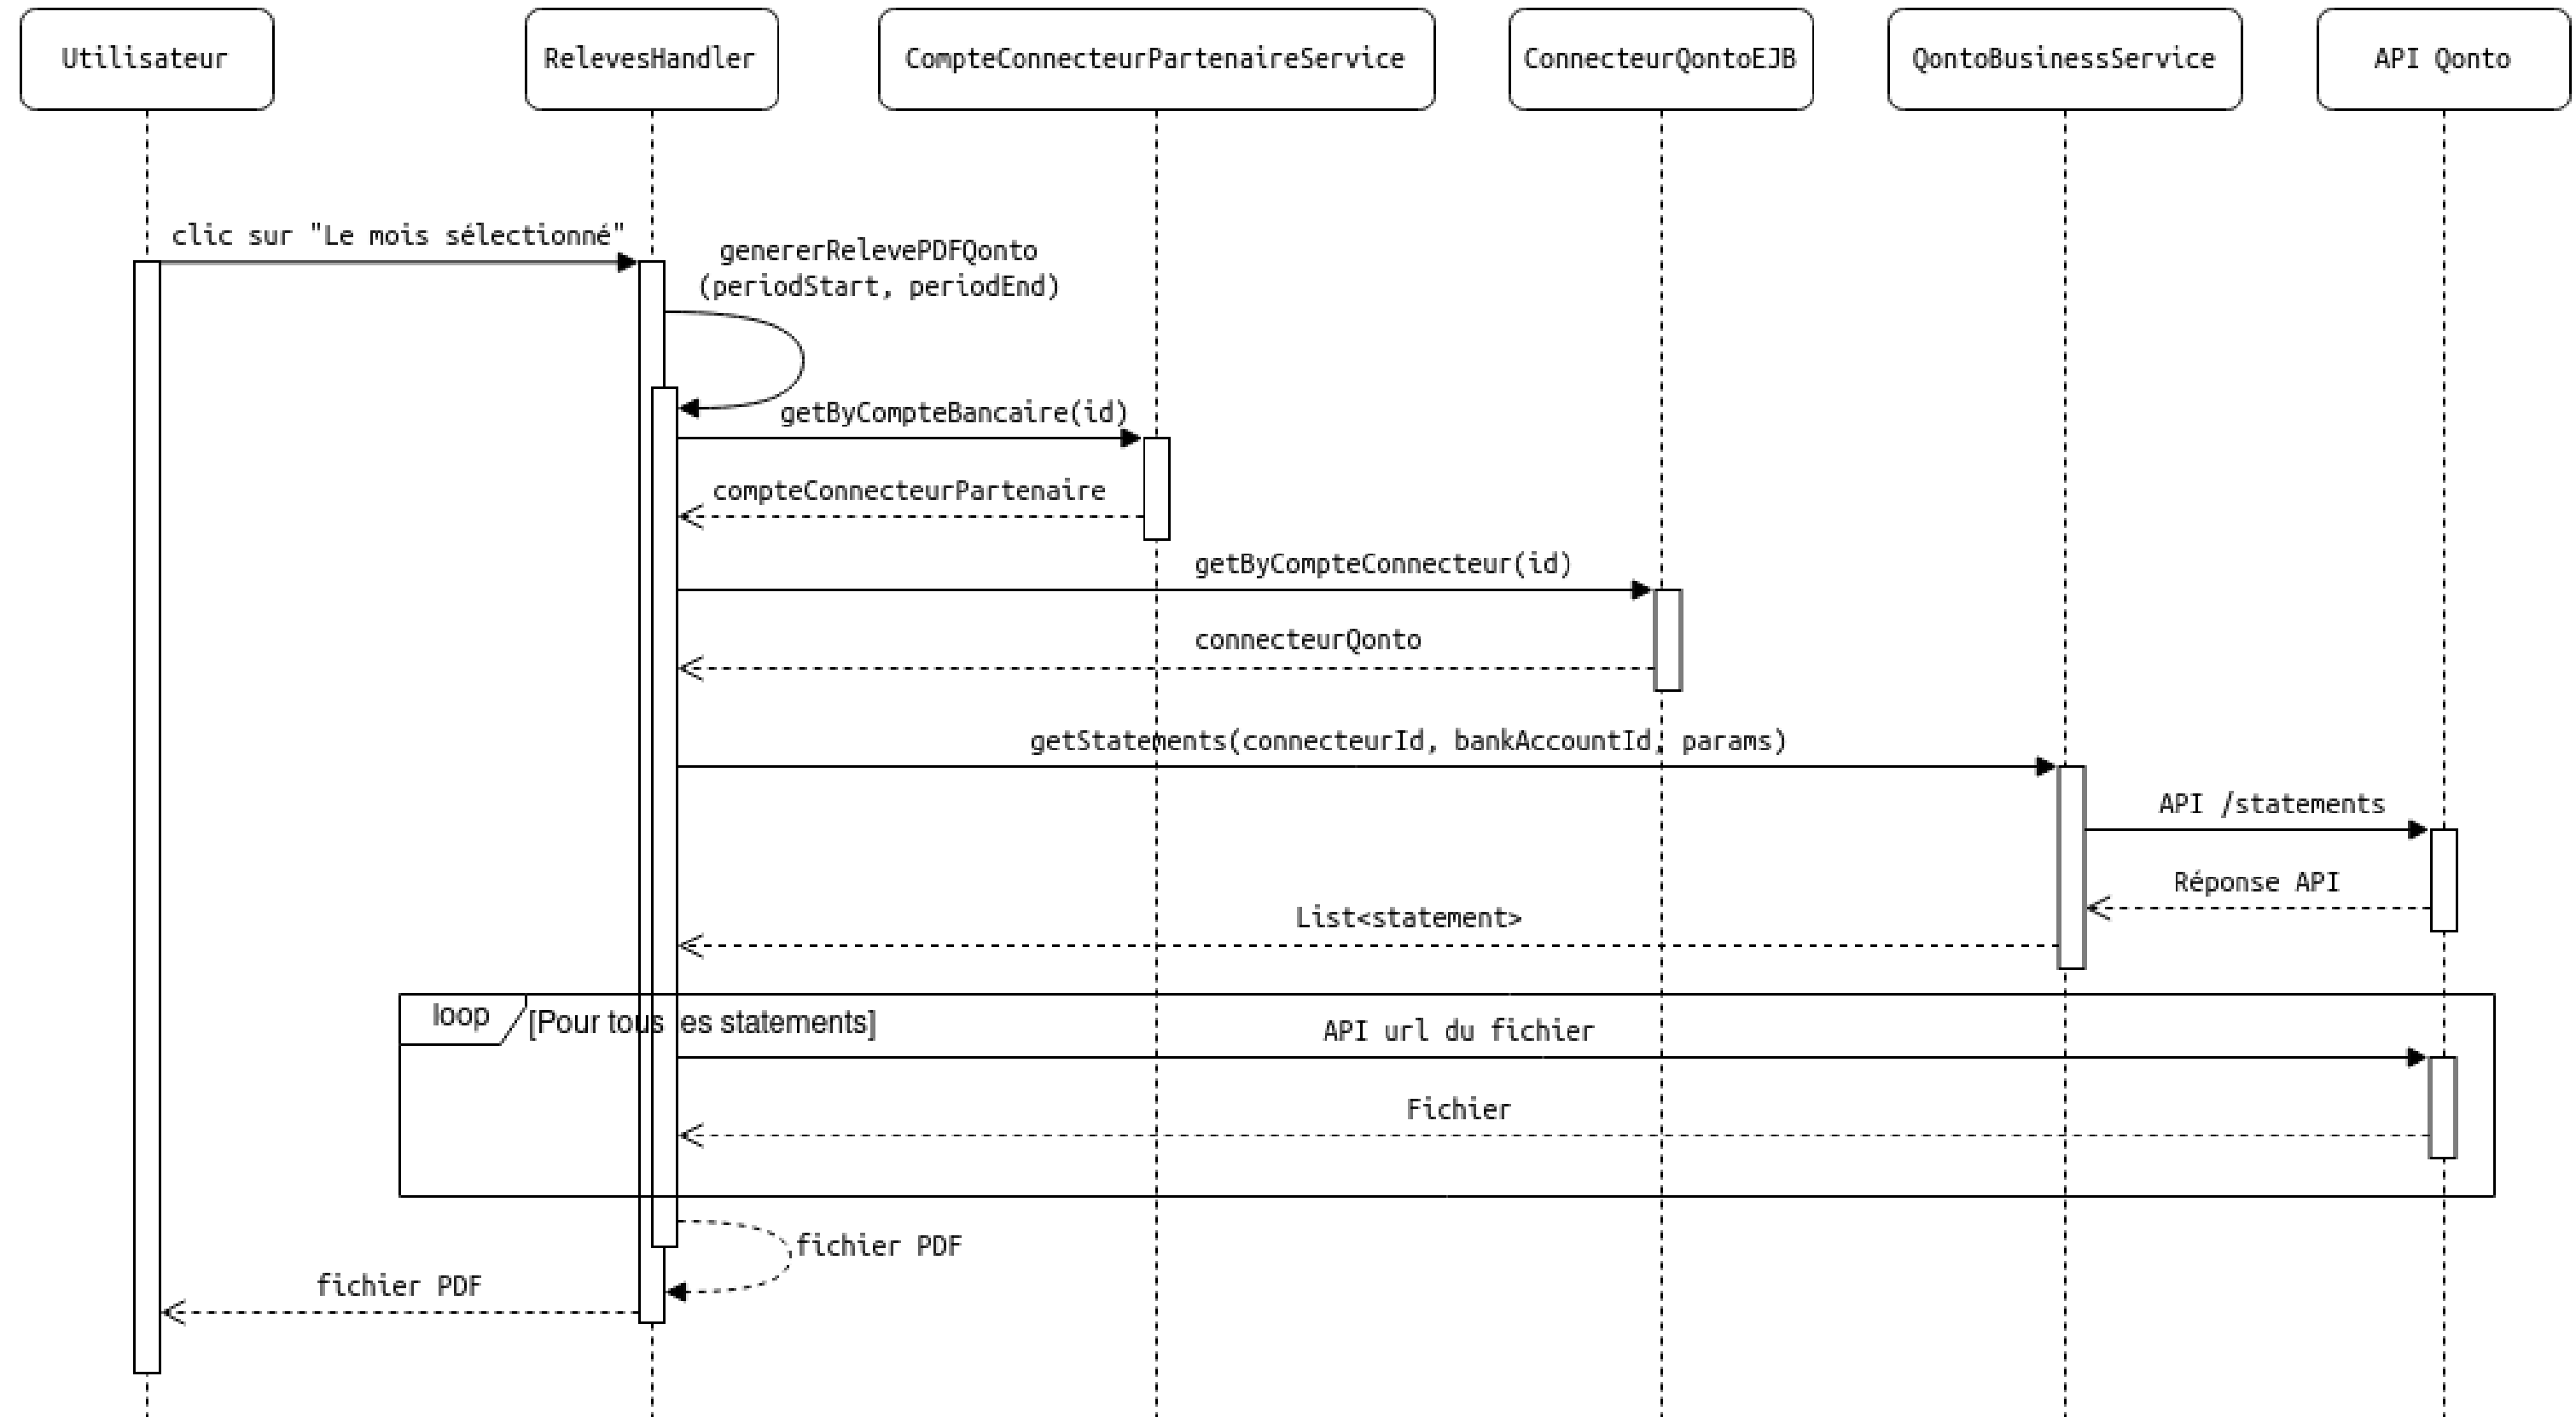 Utilisateur
RelevesHandler
CompteConnecteurPartenaireService
ConnecteurQontoEJB
QontoBusinessService
API Qonto
clic sur "Le mois sélectionné"
genererRelevePDFQonto
(periodStart, periodEnd)
getByCompteBancaire(id)
compteConnecteurPartenaire
getByCompteConnecteur(id)
connecteurQonto
getStatements(connecteurId, bankAccountId, params)
API /statements
Réponse API
List<statement>
loop
[Pour tous es statements]
API url du fichier
Fichier
fichier PDF
fichier PDF